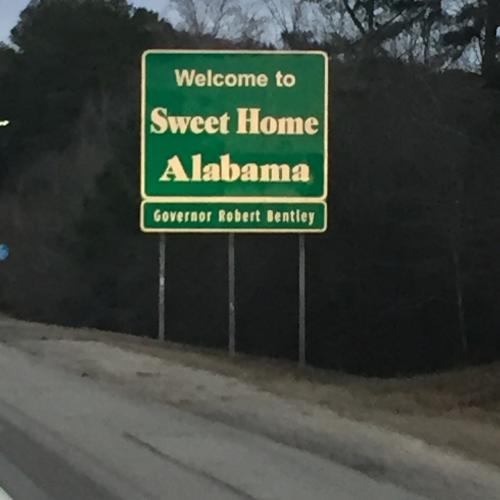 Welcome to
Sweet Home
Alabama
Governor Robert Bentley